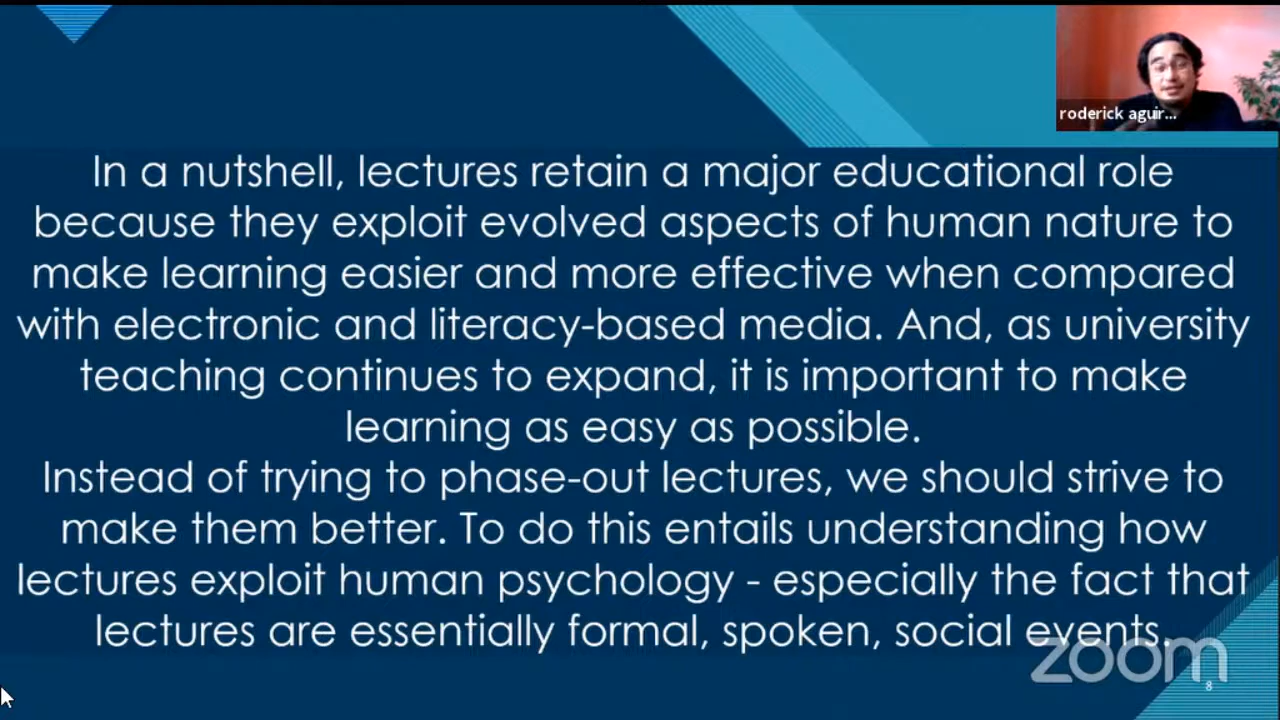 roderick aguir...
In a nutshell, lectures retain a major educational role
because they exploit evolved aspects of human nature to
make learning easier and more effective when compared
with electronic and literacy-based media. And, as university
teaching continues to expand, it is important to make
learning as easy as possible.
Instead of trying to phase-out lectures, we should strive to
make them better. To do this entails understanding how
lectures exploit human psychology - especially the fact that
lectures are essentially formal, spoken, social events.
zoom
8